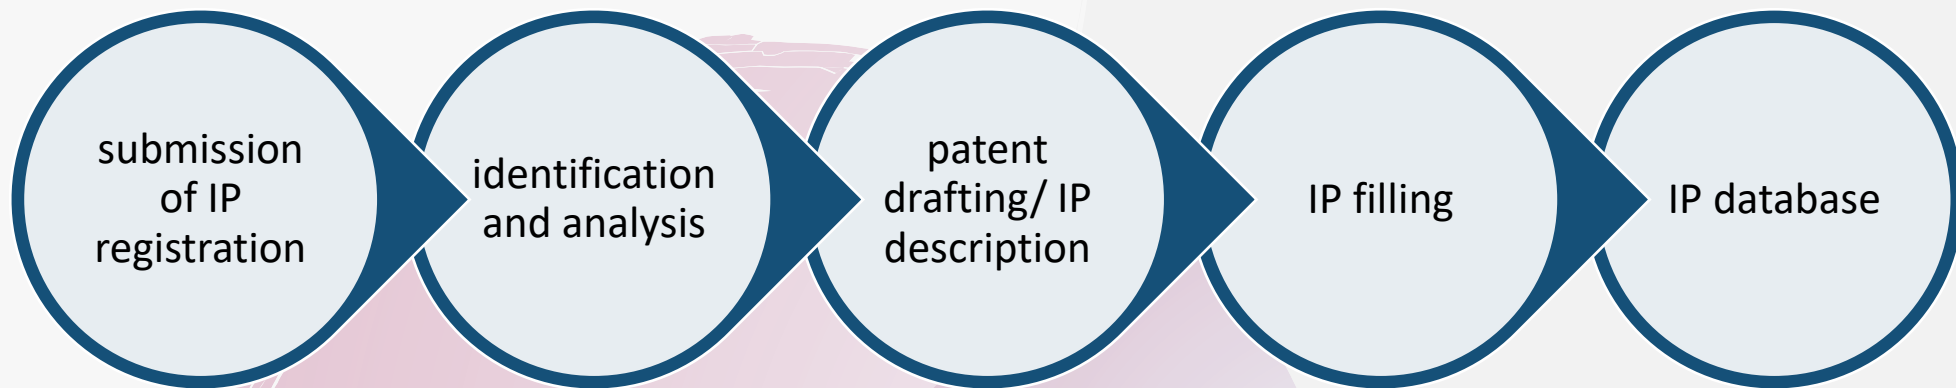 submission
of IP
registration
identification
and analysis
patent
drafting/ IP
description
IP filling
IP database